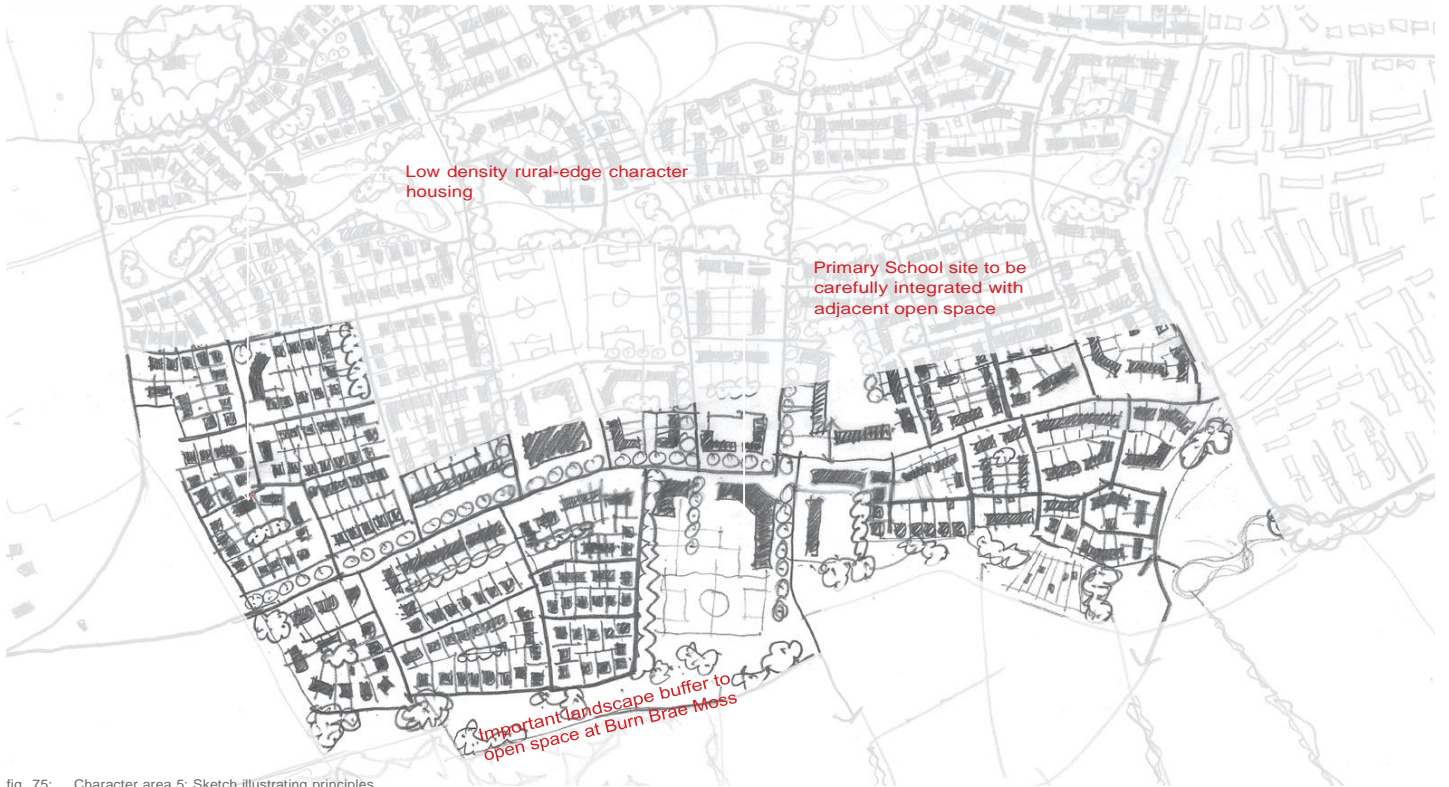 Low density rural-edge character
housing
Primary School site to be
carefully integrated with
adjacent open space
Important landscape buffer to
open space at Burn Brae Moss
fig. 75: Character area 5: Sketch illustrating principles